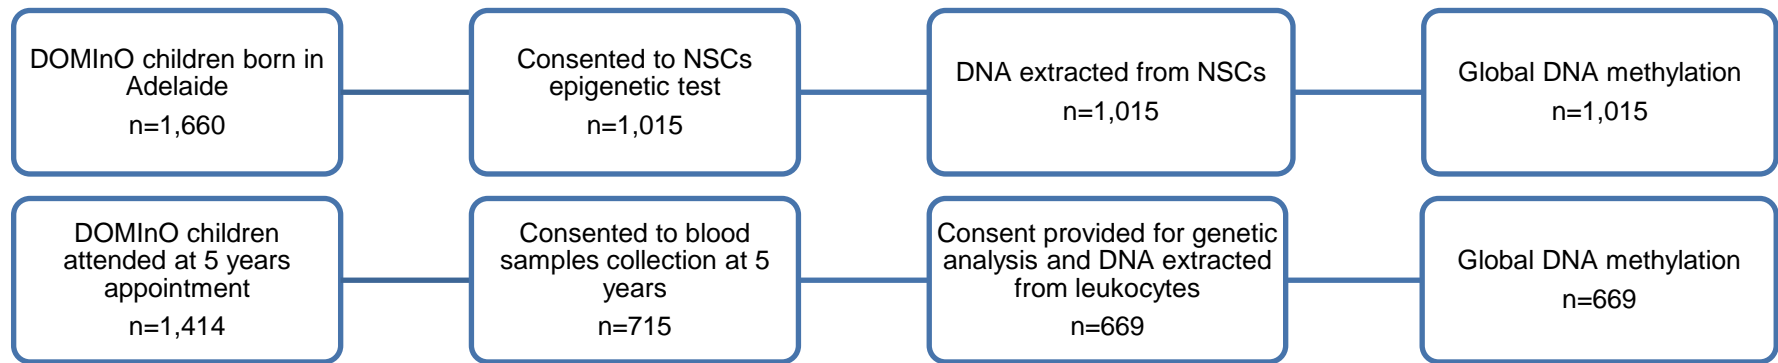 DOMInO children born in
Adelaide
n=1,660
Consented to NSCs
epigenetic test
n=1,015
DNA extracted from NSCs
n=1,015
Global DNA methylation
n=1,015
DOMInO children
attended at 5 years
appointment
n=1,414
Consented to blood
samples collection at 5
years
n=715
Consent provided for genetic
analysis and DNA extracted
from leukocytes
n=669
Global DNA methylation
n=669